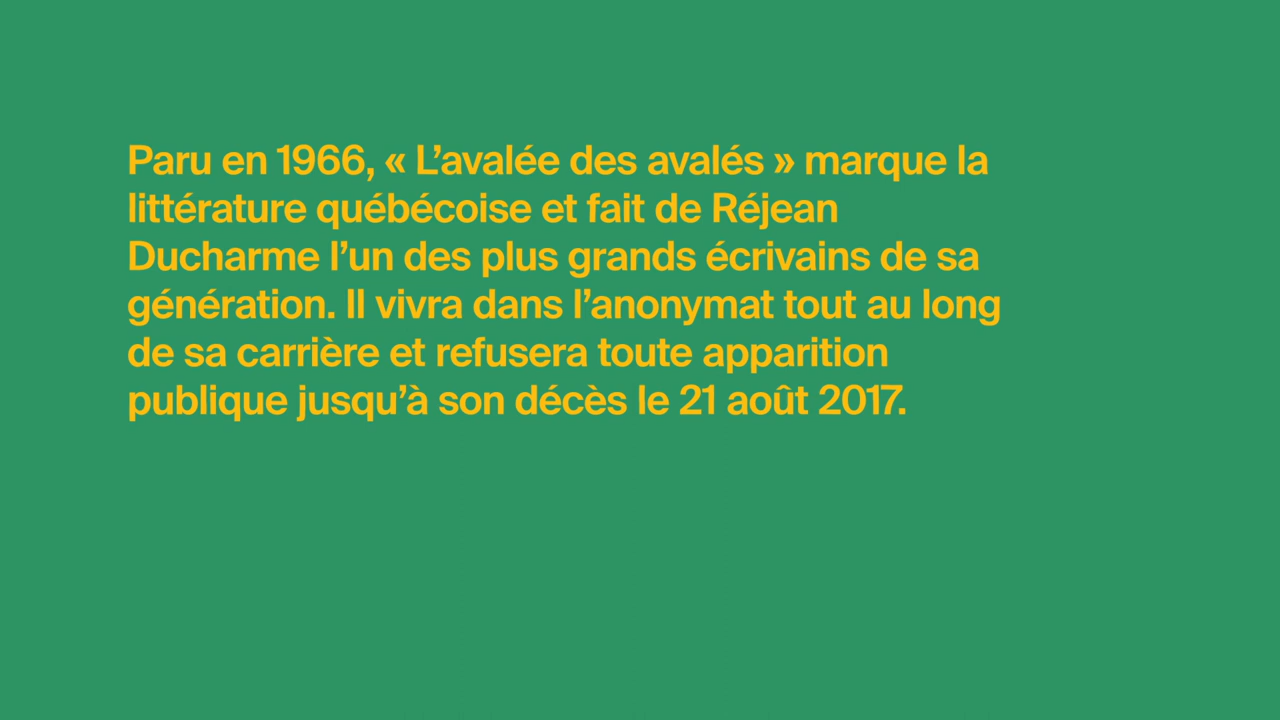 Paru en 1966, « L’avalée des avalés » marque la
littérature québécoise et fait de Réjean
Ducharme l’un des plus grands écrivains de sa
génération. Il vivra dans l’anonymat tout au long
de sa carrière et refusera toute apparition
publique jusqu’à son décès le 21 août 2017.